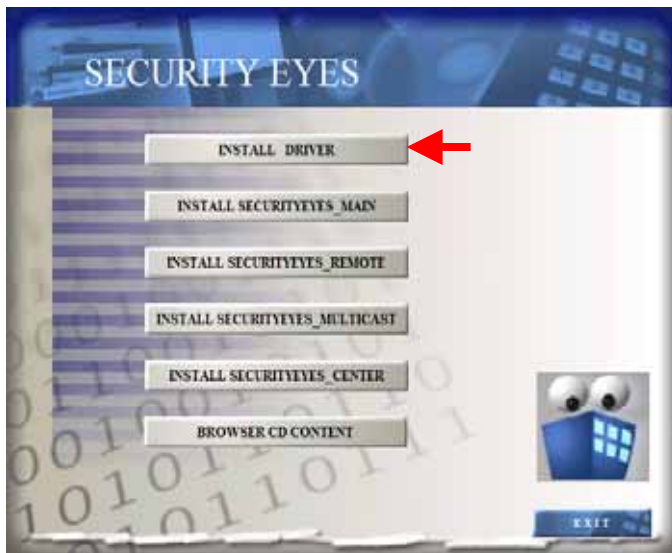 SECURITY EYES
INSTALL DRIVER
INSTALL SECURITYEYES_MAIN
INSTALL SECURITYEYES_REMOTE
INSTALL SECURITYEYES_MULTICAST
INSTALL SECURITYEYES_CENTER
BROWSER CD CONTENT
EXIT